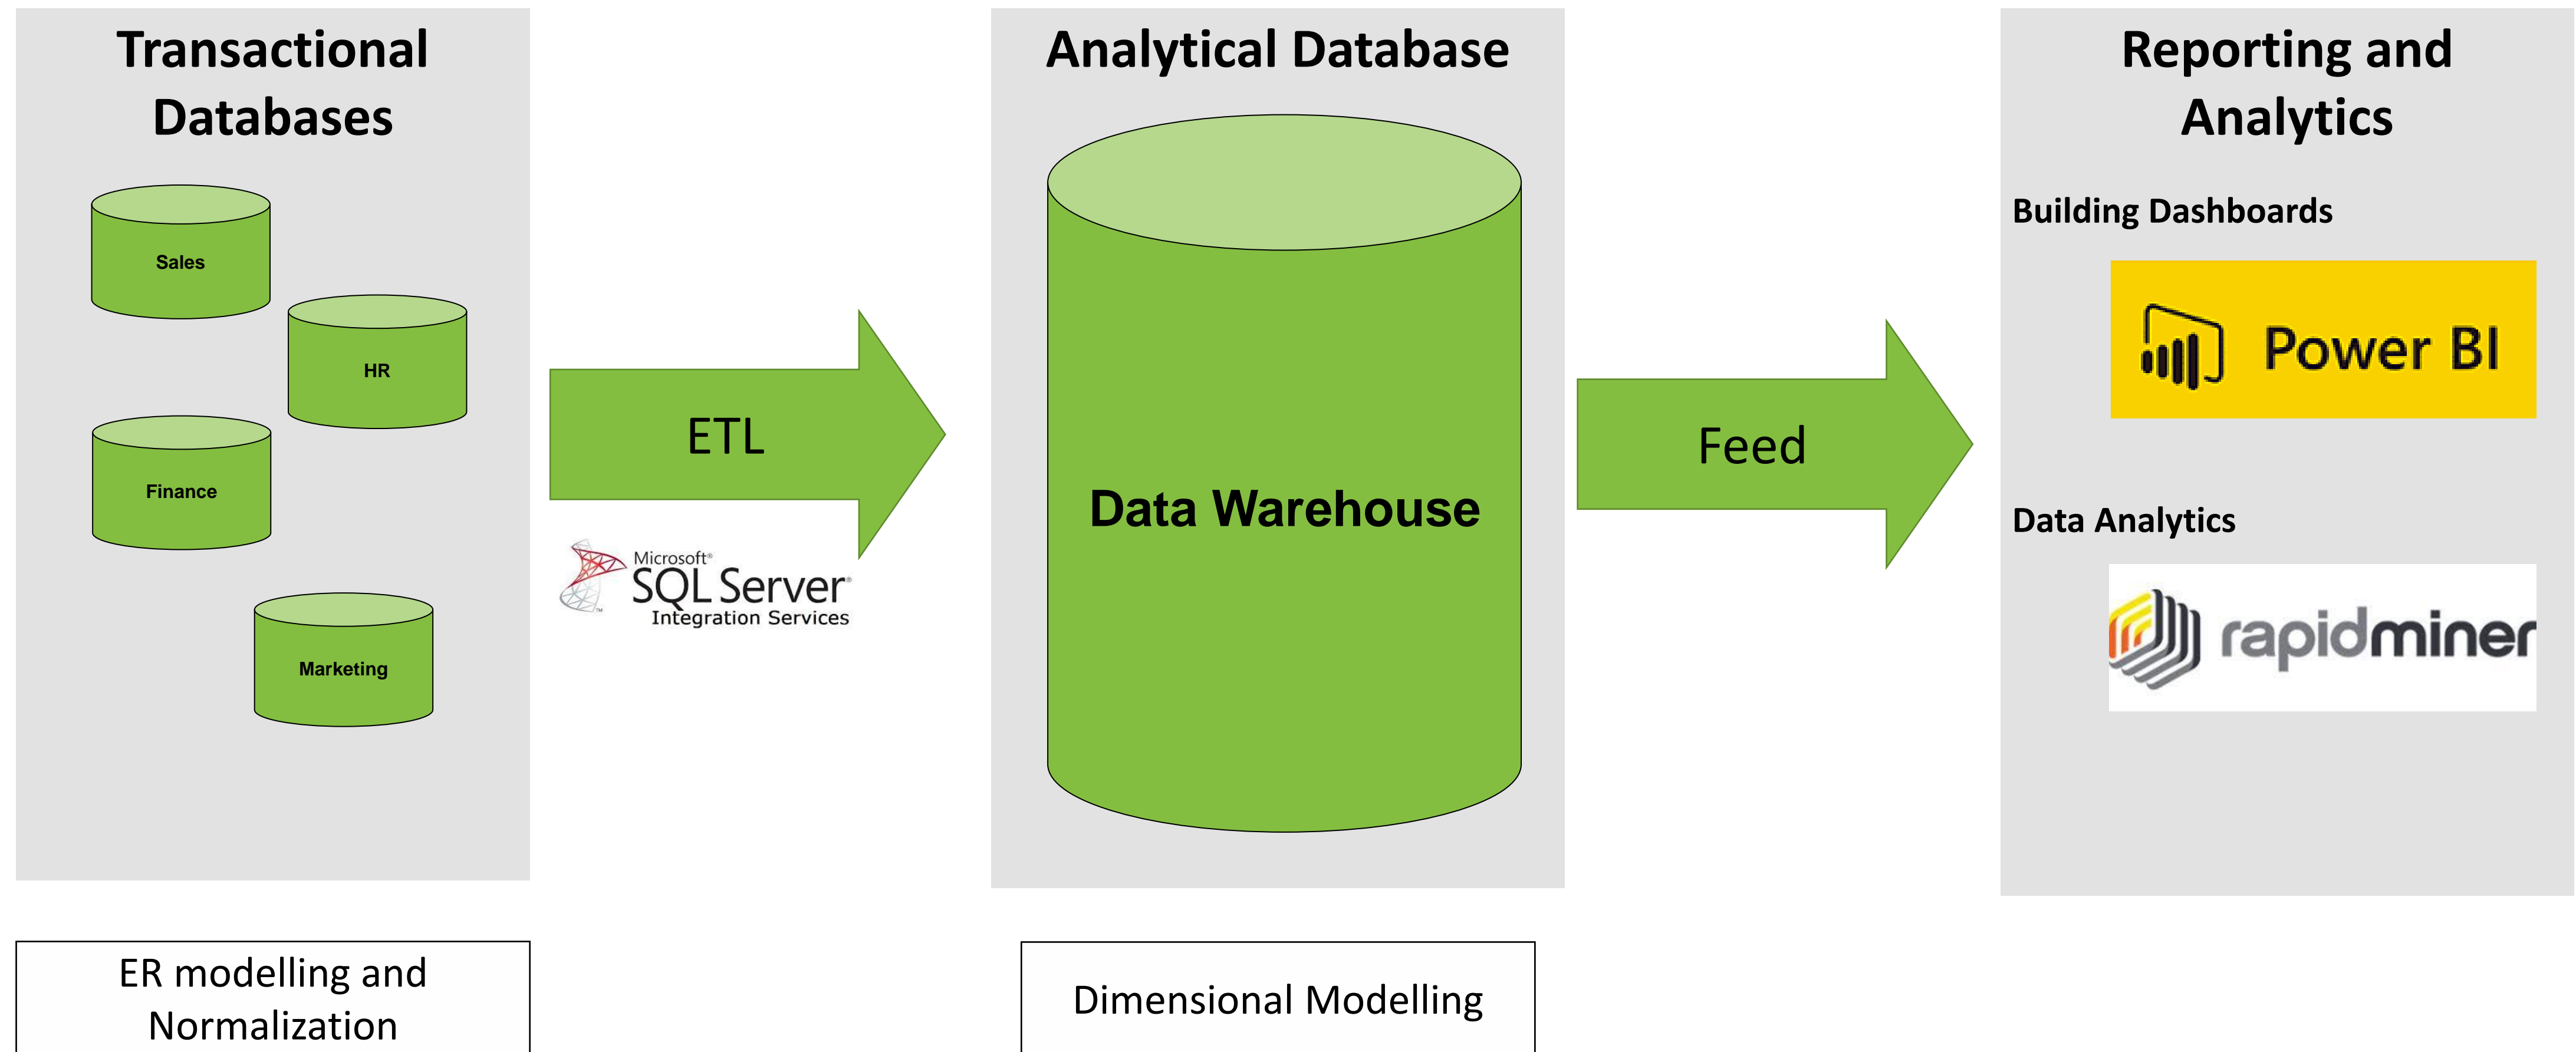 Transactional
Databases
Sales
HR
Finance
Marketing
ER modelling and
Normalization
ETL
Microsoft®
SQL Server®
Integration Services
Analytical Database
Data Warehouse
Dimensional Modelling
Feed
Reporting and
Analytics
Building Dashboards
Power BI
Data Analytics
rapidminer